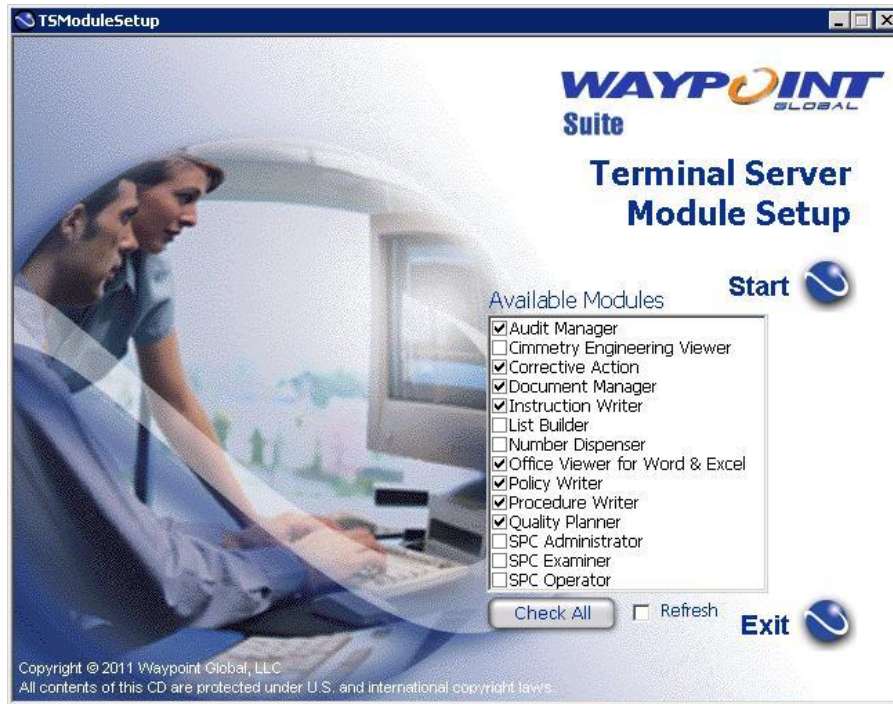 TSModuleSetup
WAYPOINT
GLOBAL
Suite
Terminal Server
Module Setup
Start
Available Modules
Audit Manager
Cimmetry Engineering Viewer
Corrective Action
Document Manager
Instruction Writer
List Builder
Number Dispenser
Office Viewer for Word & Excel
Policy Writer
Procedure Writer
Quality Planner
SPC Administrator
SPC Examiner
SPC Operator
Check All
Refresh
Exit
Copyright © 2011 Waypoint Global, LLC
All contents of this CD are protected under U.S. and international copyright laws.